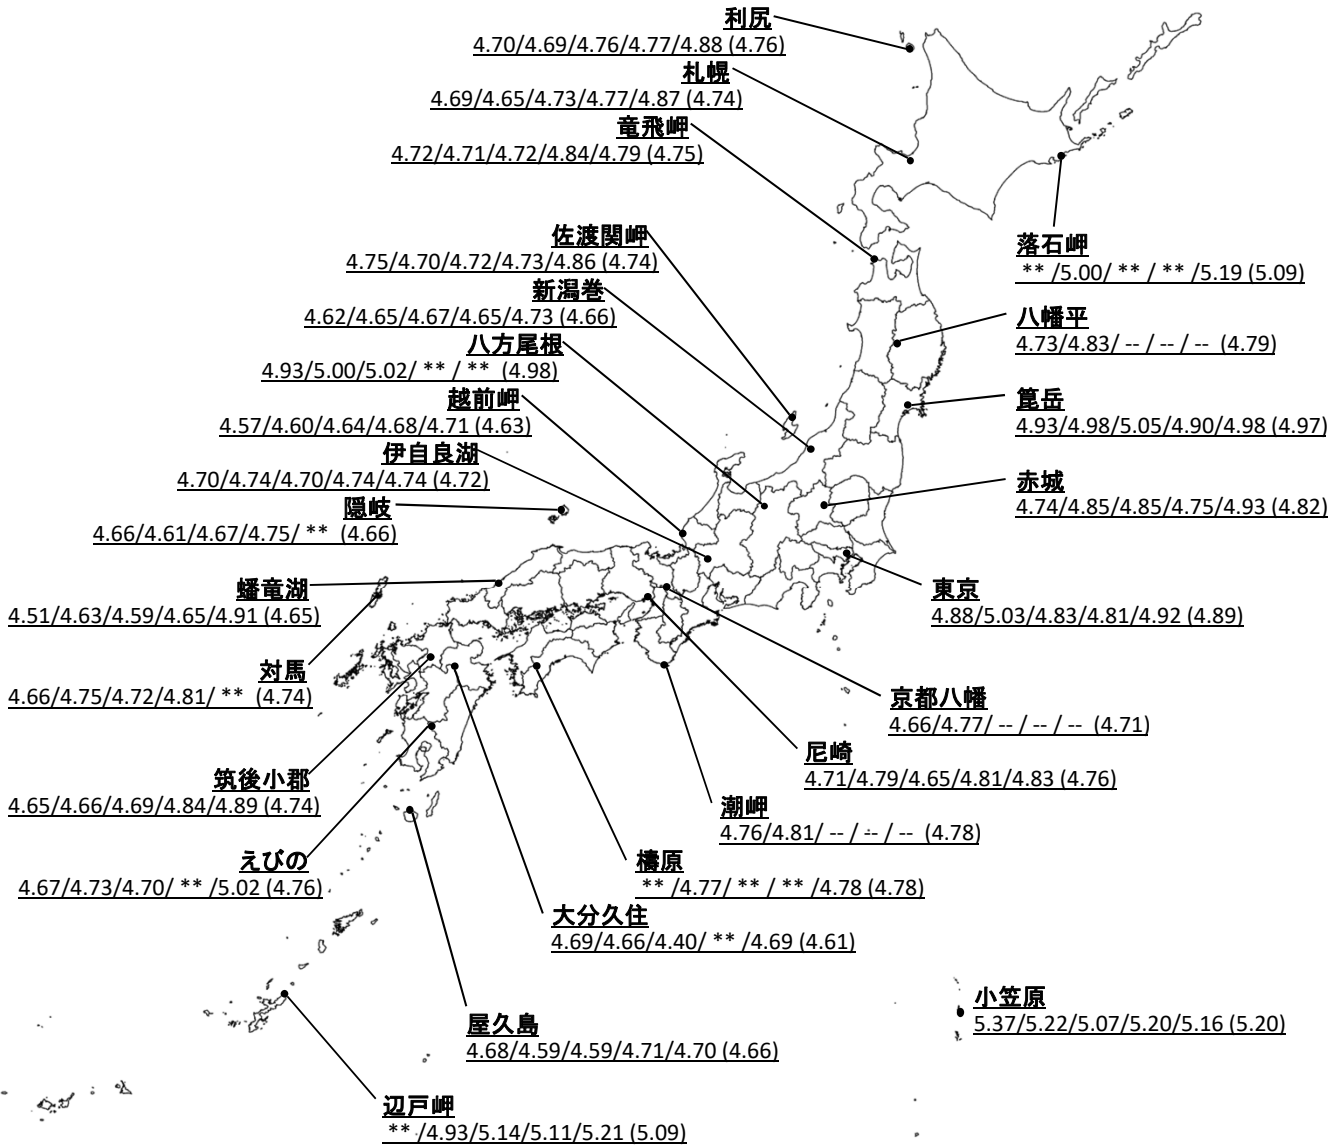 利尻
4.70/4.69/4.76/4.77/4.88 (4.76)
札幌
4.69/4.65/4.73/4.77/4.87 (4.74)
竜飛岬
4.72/4.71/4.72/4.84/4.79 (4.75)
佐渡関岬
4.75/4.70/4.72/4.73/4.86 (4.74)
新潟巻
4.62/4.65/4.67/4.65/4.73 (4.66)
八方尾根
4.93/5.00/5.02/ ** / ** (4.98)
越前岬
4.57/4.60/4.64/4.68/4.71 (4.63)
伊自良湖
4.70/4.74/4.70/4.74/4.74 (4.72)
隠岐
4.66/4.61/4.67/4.75/ ** (4.66)
蟠竜湖
4.51/4.63/4.59/4.65/4.91 (4.65)
対馬
4.66/4.75/4.72/4.81/ ** (4.74)
筑後小郡
4.65/4.66/4.69/4.84/4.89 (4.74)
えびの
4.67/4.73/4.70/ ** /5.02 (4.76)
落石岬
** /5.00/ ** / ** /5.19 (5.09)
八幡平
4.73/4.83/ -- / -- / -- (4.79)
箟岳
4.93/4.98/5.05/4.90/4.98 (4.97)
赤城
4.74/4.85/4.85/4.75/4.93 (4.82)
東京
4.88/5.03/4.83/4.81/4.92 (4.89)
京都八幡
4.66/4.77/ -- / -- / -- (4.71)
尼崎
4.71/4.79/4.65/4.81/4.83 (4.76)
潮岬
4.76/4.81/ -- / -- / -- (4.78)
檮原
** /4.77/ ** / ** /4.78 (4.78)
大分久住
4.69/4.66/4.40/ ** /4.69 (4.61)
屋久島
4.68/4.59/4.59/4.71/4.70 (4.66)
辺戸岬
** /4.93/5.14/5.11/5.21 (5.09)
小笠原
5.37/5.22/5.07/5.20/5.16 (5.20)